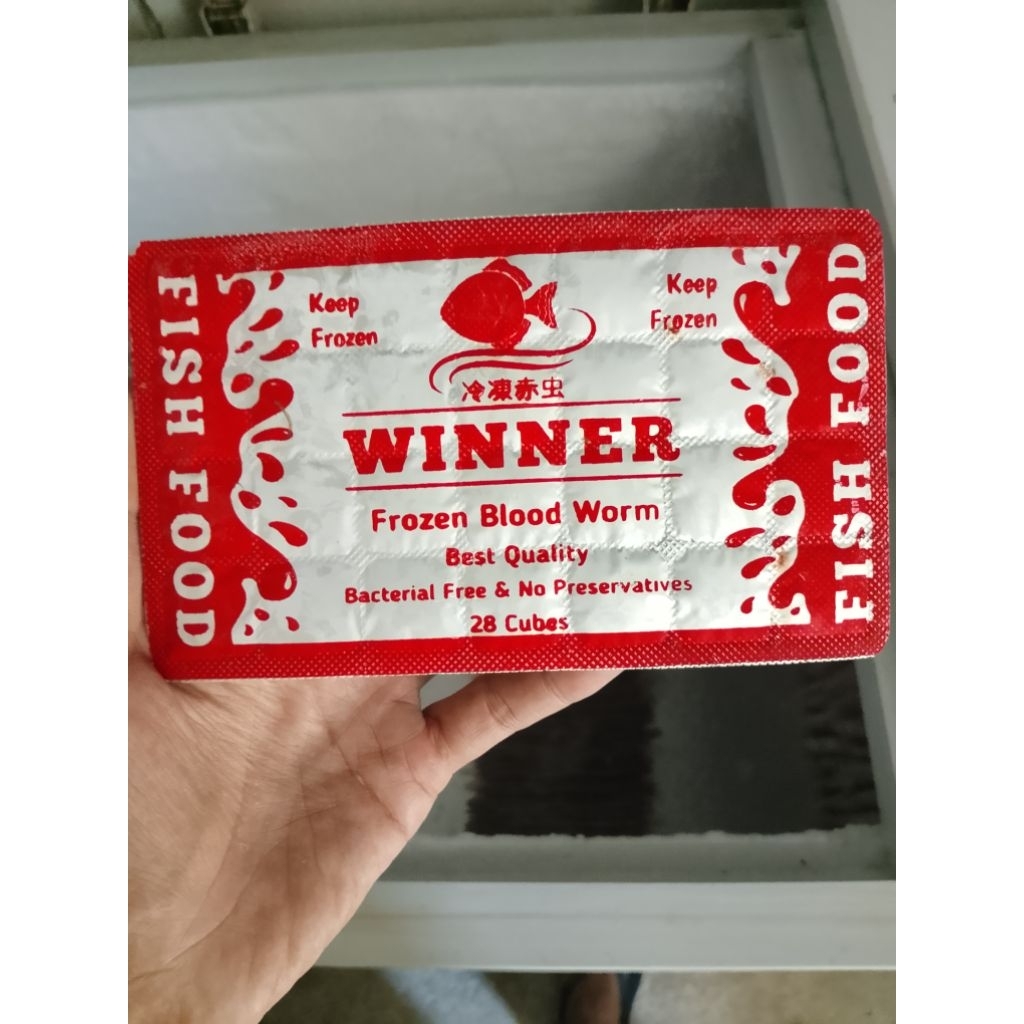 FISH FOOD
Keep
Frozen
Keep
Frozen
冷凍赤虫
WINNER
Frozen Blood Worm
Best Quality
Bacterial Free & No Preservatives
28 Cubes
FISH FOOD